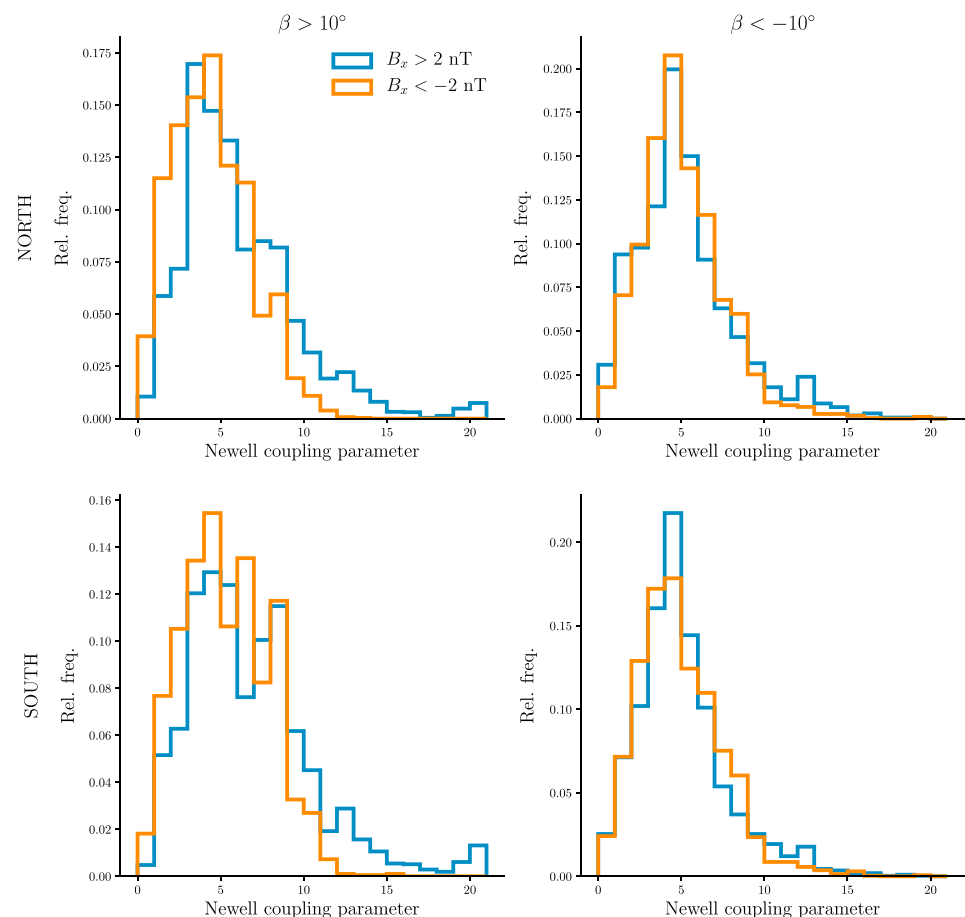 β > 10° β < −10°
B_x > 2 nT
B_x < −2 nT
NORTH
Rel. freq.
0.175
0.150
0.125
0.100
0.075
0.050
0.025
0.000
0 5 10 15 20
Newell coupling parameter
Rel. freq.
0.200
0.175
0.150
0.125
0.100
0.075
0.050
0.025
0.000
0 5 10 15 20
Newell coupling parameter
SOUTH
Rel. freq.
0.16
0.14
0.12
0.10
0.08
0.06
0.04
0.02
0.00
0 5 10 15 20
Newell coupling parameter
Rel. freq.
0.20
0.15
0.10
0.05
0.00
0 5 10 15 20
Newell coupling parameter